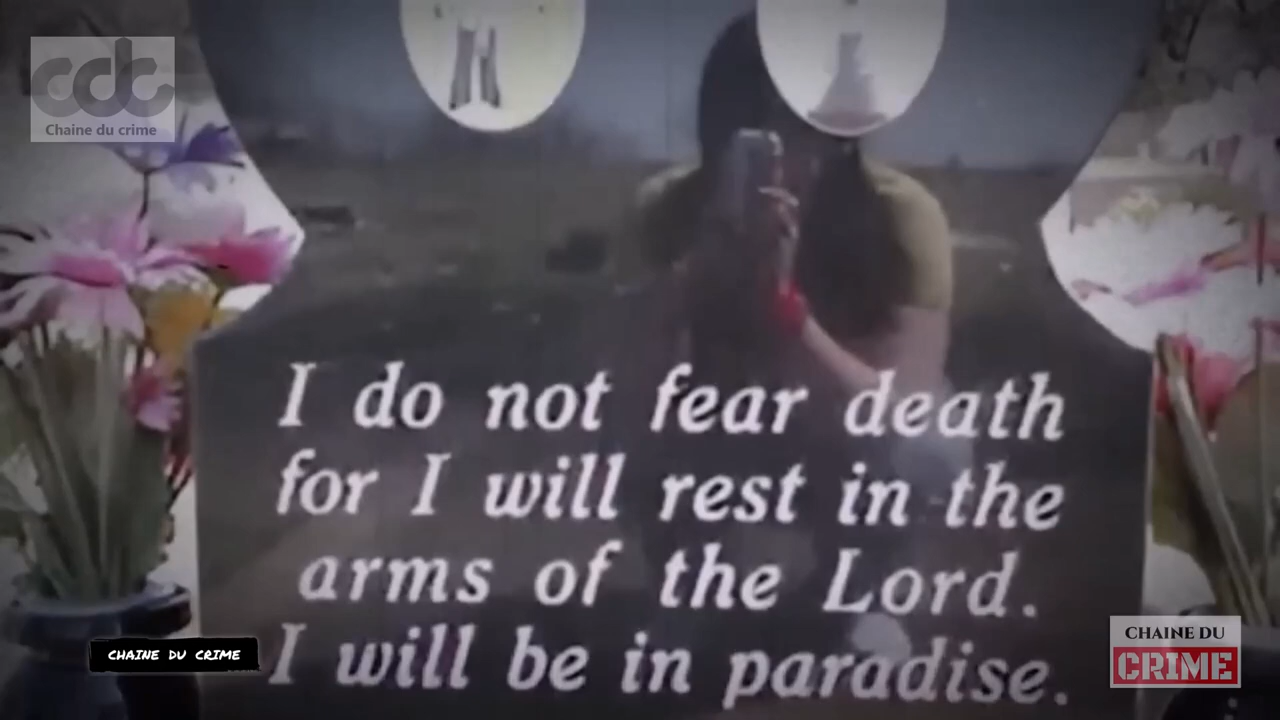 cdc
Chaine du crime
I do not fear death
for I will rest in the
arms of the Lord.
I will be in paradise.
CHAINE DU CRIME
CHAINE DU
CRIME